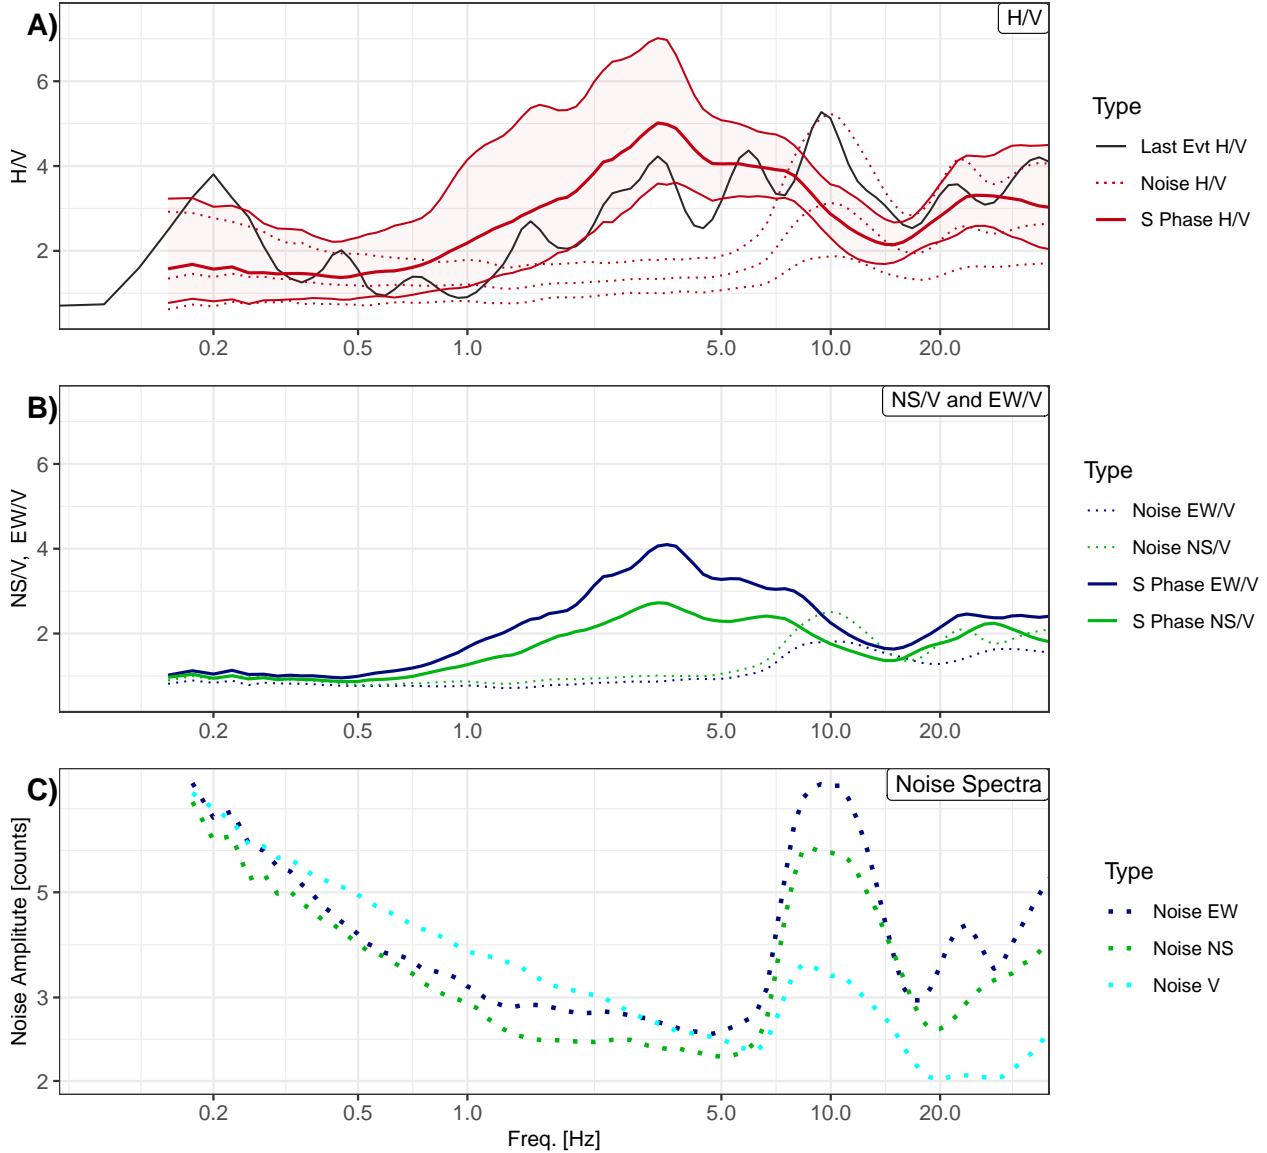 A)
H/V
6
4
2
H/V
0.2 0.5 1.0 5.0 10.0 20.0
Type
Last Evt H/V
Noise H/V
S Phase H/V
B)
NS/V and EW/V
6
4
2
NS/V, EW/V
0.2 0.5 1.0 5.0 10.0 20.0
Type
Noise EW/V
Noise NS/V
S Phase EW/V
S Phase NS/V
C)
Noise Spectra
5
3
2
Noise Amplitute [counts]
0.2 0.5 1.0 5.0 10.0 20.0
Freq. [Hz]
Type
Noise EW
Noise NS
Noise V